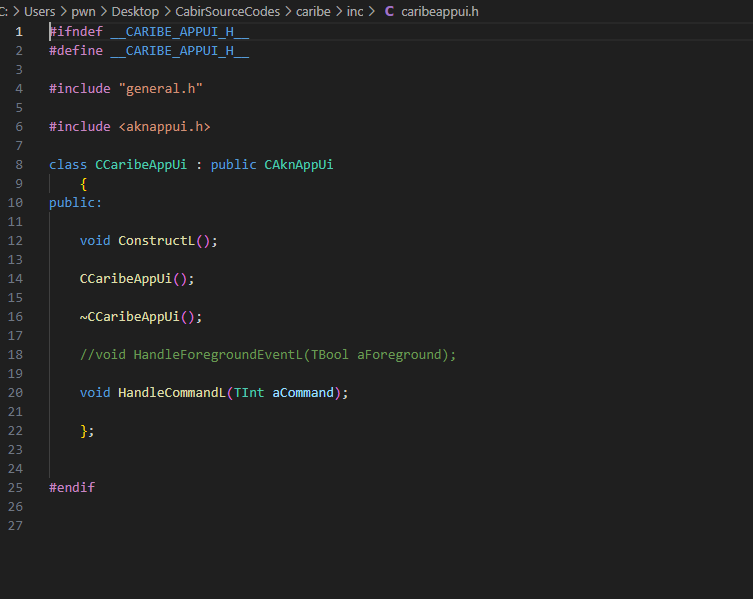 C: > Users > pwn > Desktop > CabirSourceCodes > caribe > inc > C caribeappui.h
1 #ifndef __CARIBE_APPUI_H__
2 #define __CARIBE_APPUI_H__
3
4 #include "general.h"
5
6 #include <aknappui.h>
7
8 class CCaribeAppUi : public CAknAppUi
9 {
10 public:
11
12 void ConstructL();
13
14 CCaribeAppUi();
15
16 ~CCaribeAppUi();
17
18 //void HandleForegroundEventL(TBool aForeground);
19
20 void HandleCommandL(TInt aCommand);
21
22 };
23
24
25 #endif
26
27